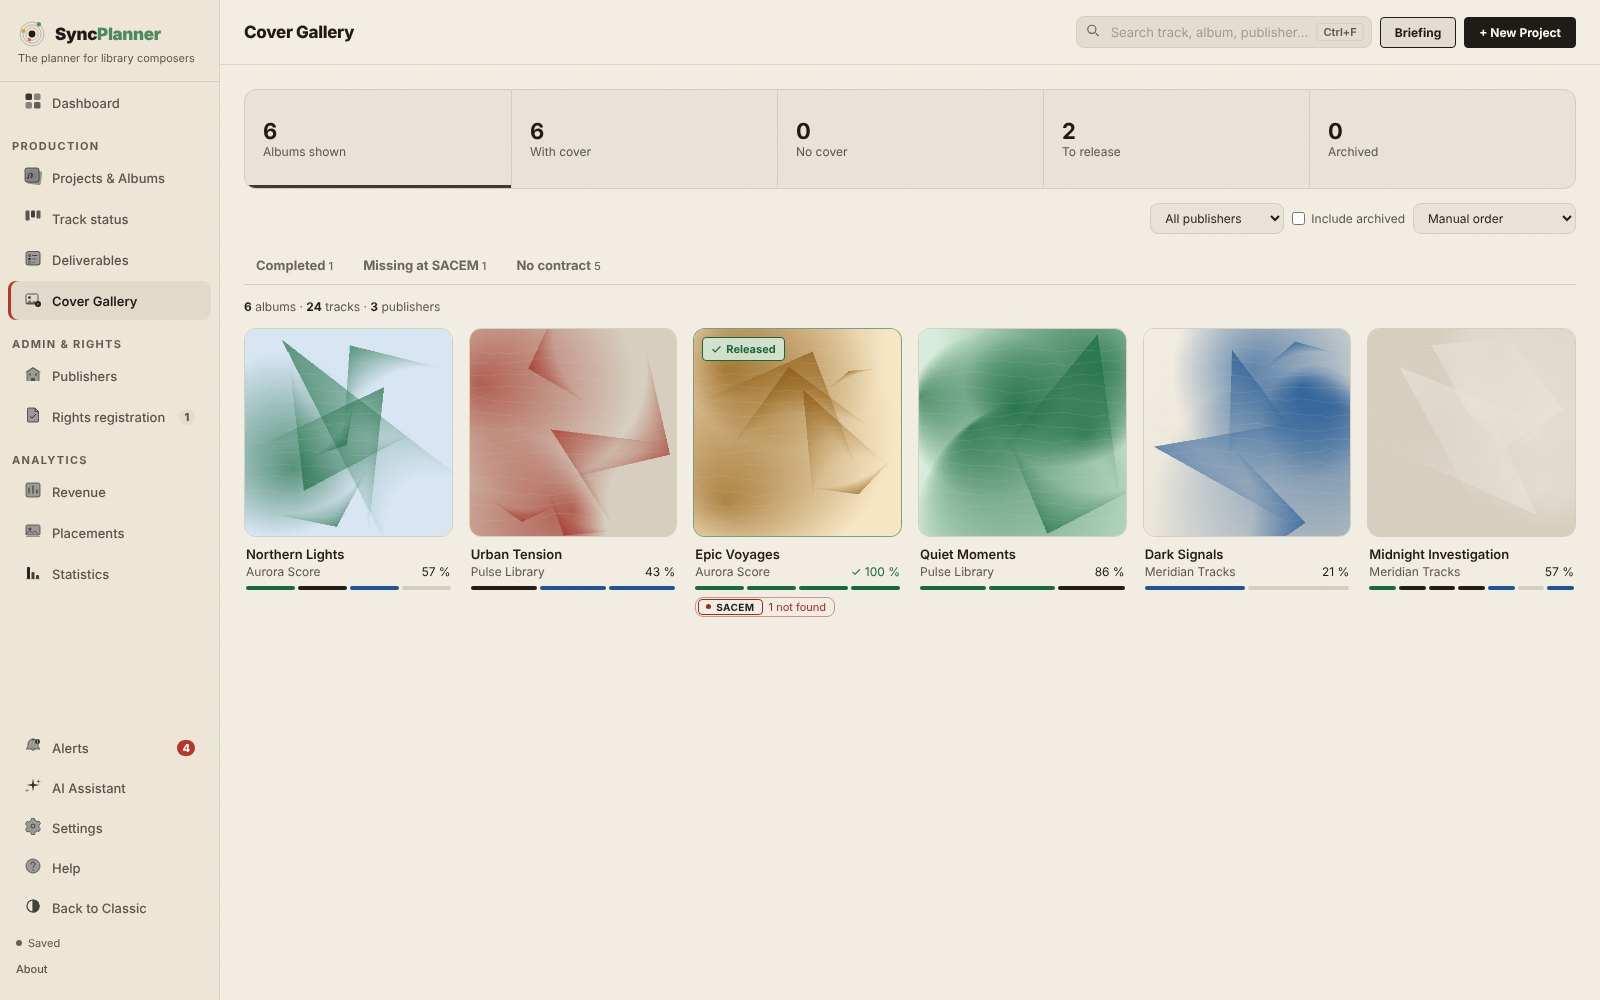 SyncPlanner
The planner for library composers
Dashboard
PRODUCTION
Projects & Albums
Track status
Deliverables
Cover Gallery
ADMIN & RIGHTS
Publishers
Rights registration 1
ANALYTICS
Revenue
Placements
Statistics
Alerts 4
AI Assistant
Settings
Help
Back to Classic
Saved
About
Cover Gallery
Search track, album, publisher... Ctrl+F
Briefing
+ New Project
6
Albums shown
6
With cover
0
No cover
2
To release
0
Archived
All publishers
Include archived
Manual order
Completed 1
Missing at SACEM 1
No contract 5
6 albums · 24 tracks · 3 publishers
Northern Lights
Aurora Score 57 %
Urban Tension
Pulse Library 43 %
✓ Released
Epic Voyages
Aurora Score ✓ 100 %
SACEM 1 not found
Quiet Moments
Pulse Library 86 %
Dark Signals
Meridian Tracks 21 %
Midnight Investigation
Meridian Tracks 57 %